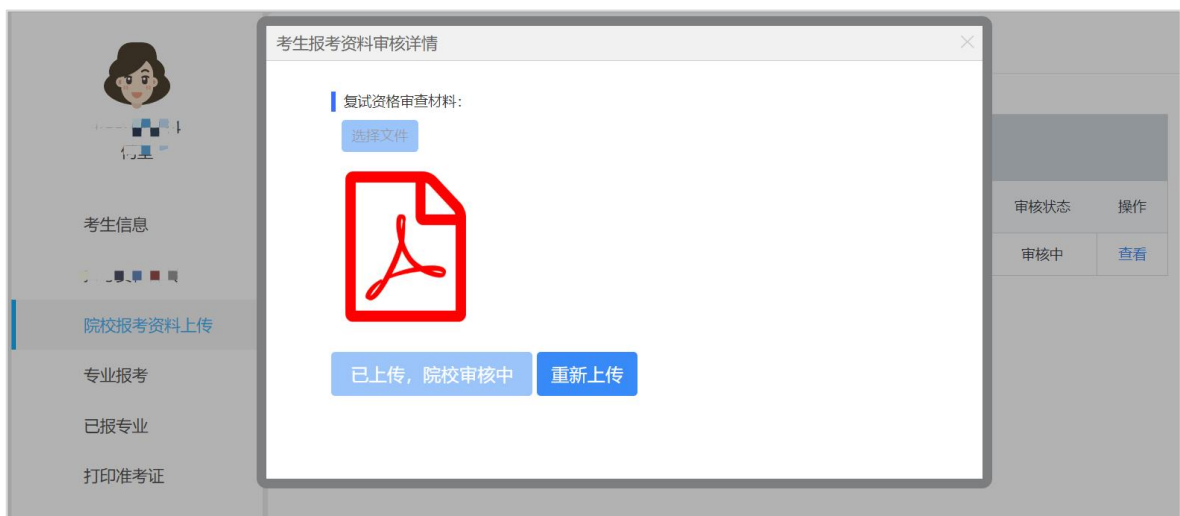 考生报考资料审核详情
复试资格审查材料：
选择文件
已上传，院校审核中
重新上传
考生信息
院校报考资料上传
专业报考
已报专业
打印准考证
审核状态 操作
审核中 查看